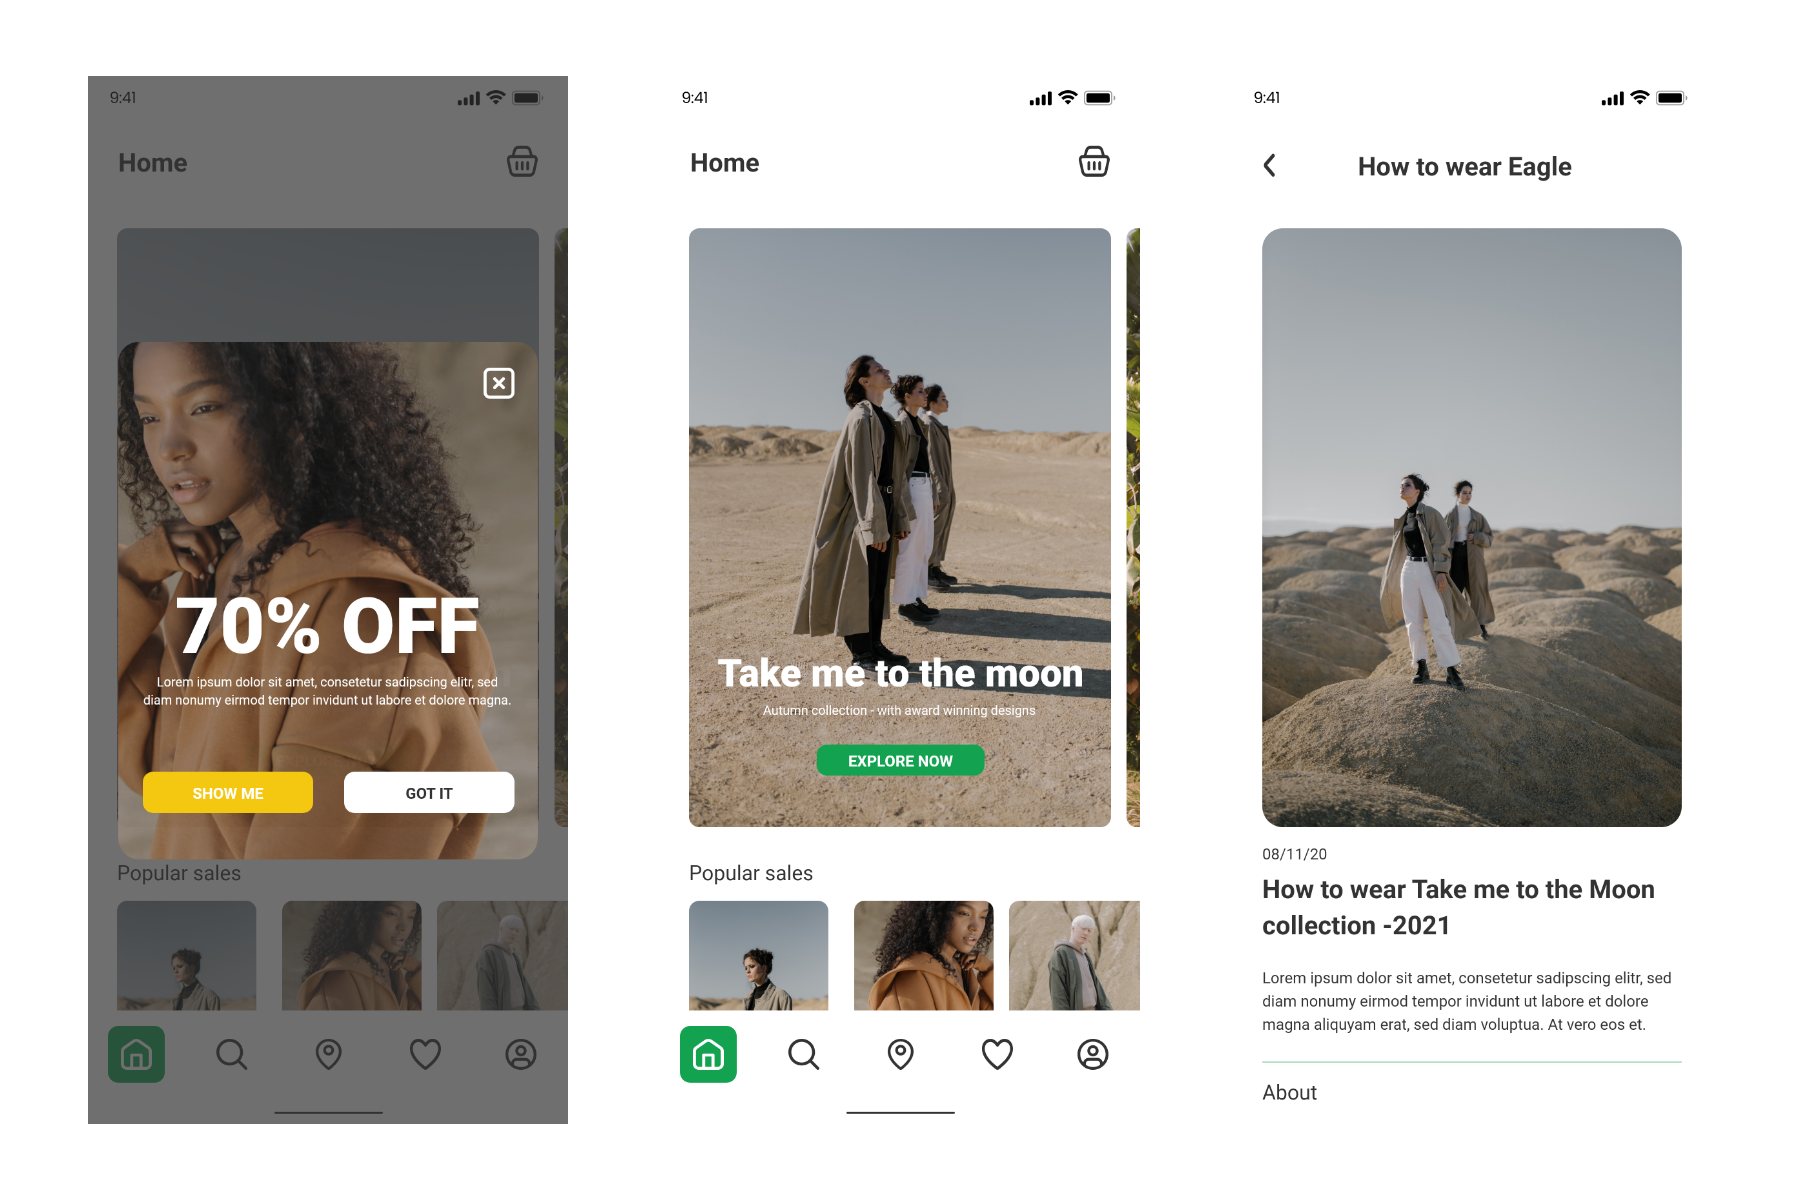 9:41
Home
70% OFF
Lorem ipsum dolor sit amet, consetetur sadipscing elitr, sed
diam nonumy eirmod tempor invidunt ut labore et dolore magna.
SHOW ME
GOT IT
Popular sales
9:41
Home
Take me to the moon
Autumn collection - with award winning designs
EXPLORE NOW
Popular sales
9:41
How to wear Eagle
08/11/20
How to wear Take me to the Moon
collection -2021
Lorem ipsum dolor sit amet, consetetur sadipscing elitr, sed
diam nonumy eirmod tempor invidunt ut labore et dolore
magna aliquyam erat, sed diam voluptua. At vero eos et.
About